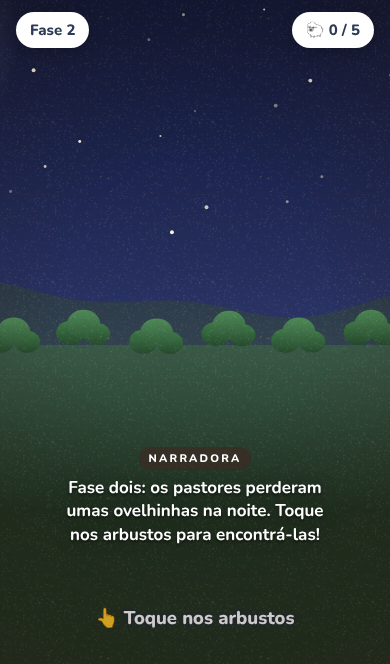 Fase 2
0 / 5
NARRADORA
Fase dois: os pastores perderam
umas ovelhinhas na noite. Toque
nos arbustos para encontrá-las!
Toque nos arbustos